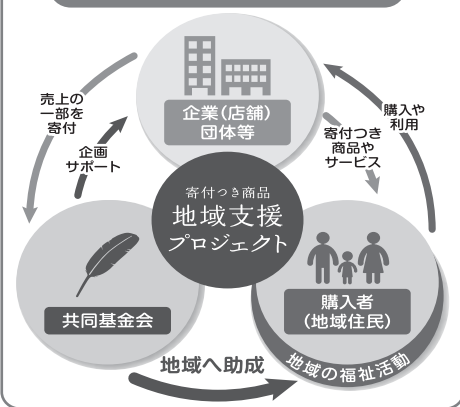 企業(店舗)
団体等
売上の
一部を
寄付
企画
サポート
購入や
利用
寄付つき
商品や
サービス
寄付つき商品
地域支援
プロジェクト
共同基金会
購入者
(地域住民)
地域の福祉活動
地域へ助成